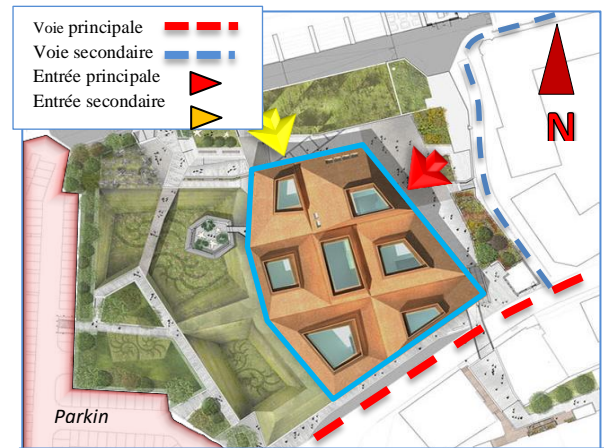 Voie principale
Voie secondaire
Entrée principale
Entrée secondaire
N
Parkin